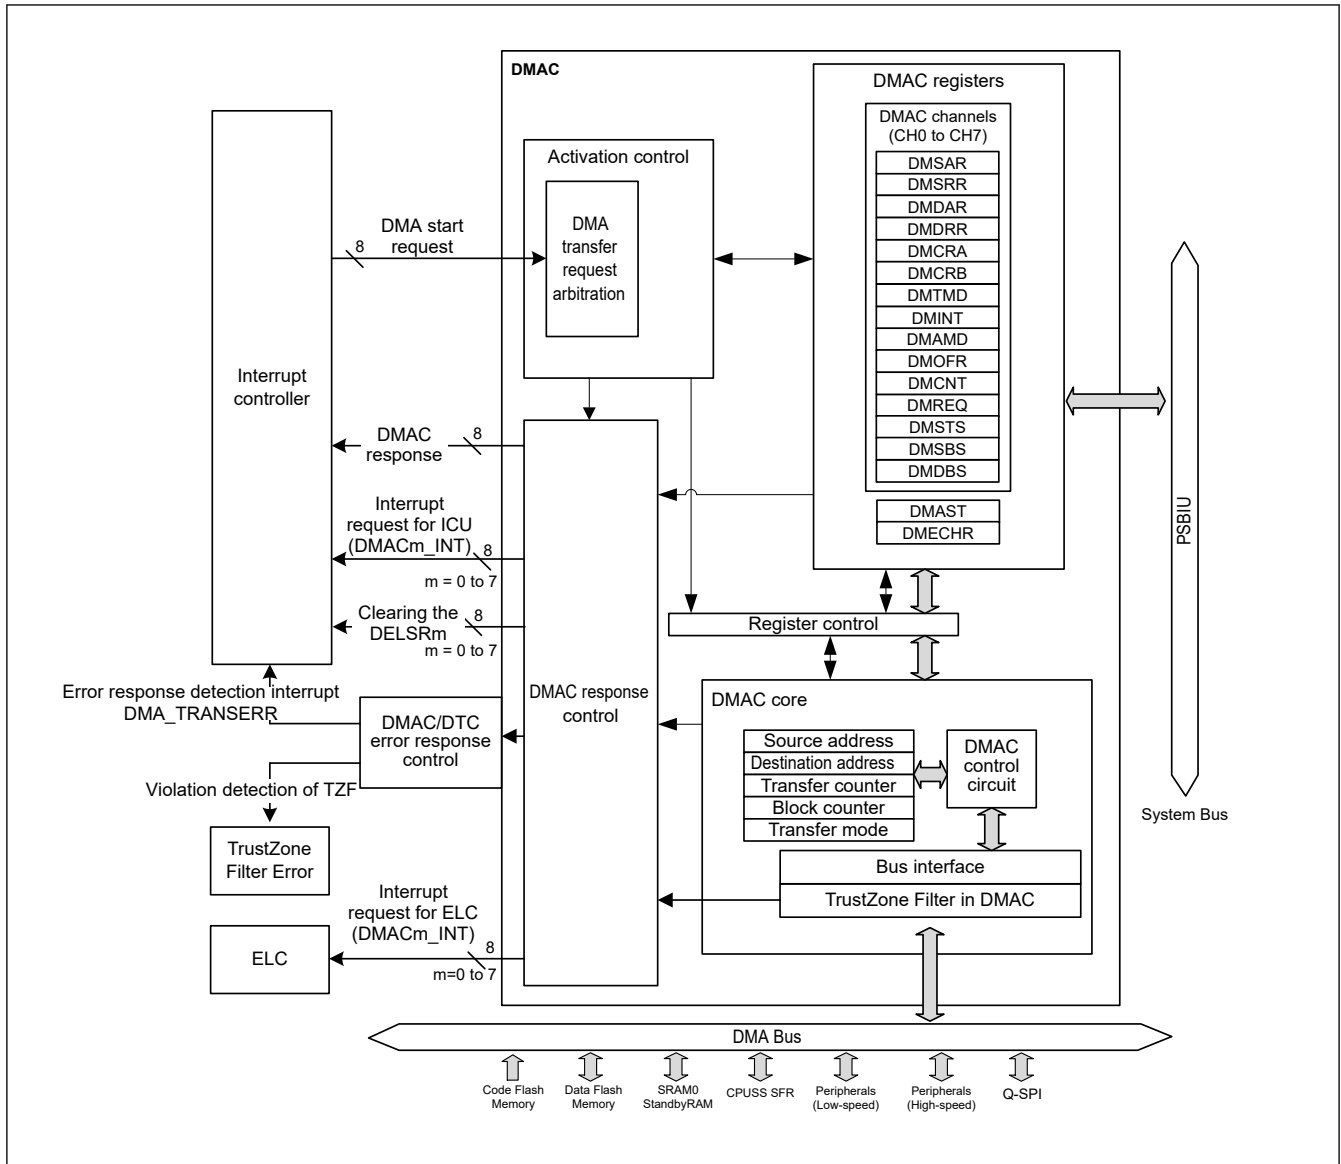 DMAC
DMAC registers
DMAC channels
(CH0 to CH7)
DMSAR
DMSRR
DMDAR
DMDRR
DMCRA
DMCRB
DMTMD
DMINT
DMAMD
DMOFR
DMCNT
DMREQ
DMSTS
DMSBS
DMDBS
DMAST
DMECHR
Activation control
DMA
transfer
request
arbitration
DMA start
request
8
Interrupt
controller
DMAC
response
8
Interrupt
request for ICU
(DMACm_INT)
8
m = 0 to 7
Clearing the
DELSRm
8
m = 0 to 7
Error response detection interrupt
DMA_TRANSERR
DMAC/DTC
error response
control
Violation detection of TZF
TrustZone
Filter Error
Interrupt
request for ELC
(DMACm_INT)
8
m=0 to 7
ELC
DMAC response
control
Register control
DMAC core
Source address
Destination address
Transfer counter
Block counter
Transfer mode
DMAC
control
circuit
Bus interface
TrustZone Filter in DMAC
PSBIU
System Bus
DMA Bus
Code Flash
Memory
Data Flash
Memory
SRAM0
StandbyRAM
CPUSS SFR
Peripherals
(Low-speed)
Peripherals
(High-speed)
Q-SPI